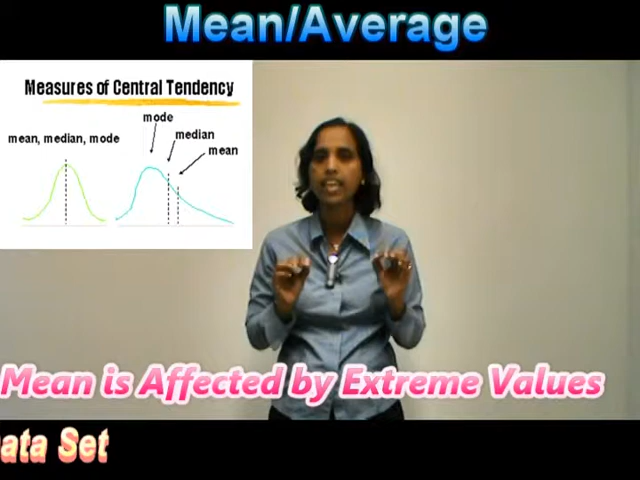 Mean/Average
Measures of Central Tendency
mode
median
mean
mean, median, mode
Mean is Affected by Extreme Values
Set